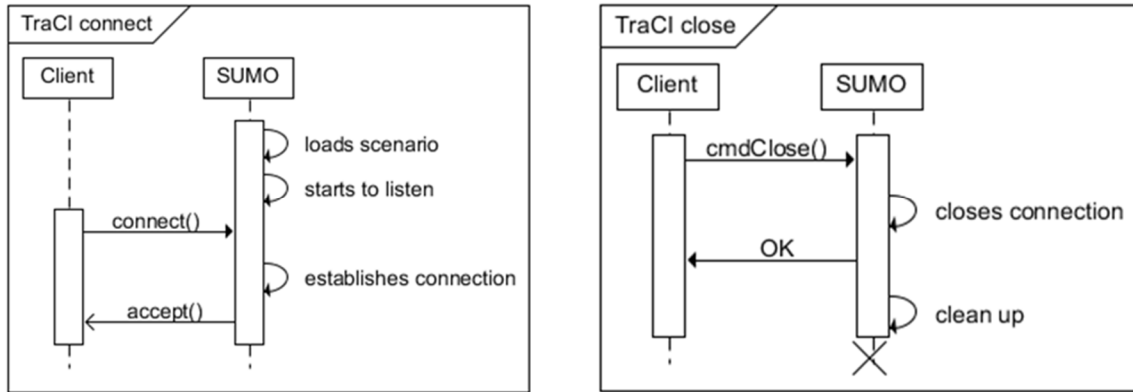 TraCI connect
Client
SUMO
loads scenario
starts to listen
connect()
establishes connection
accept()
TraCI close
Client
SUMO
cmdClose()
closes connection
OK
clean up